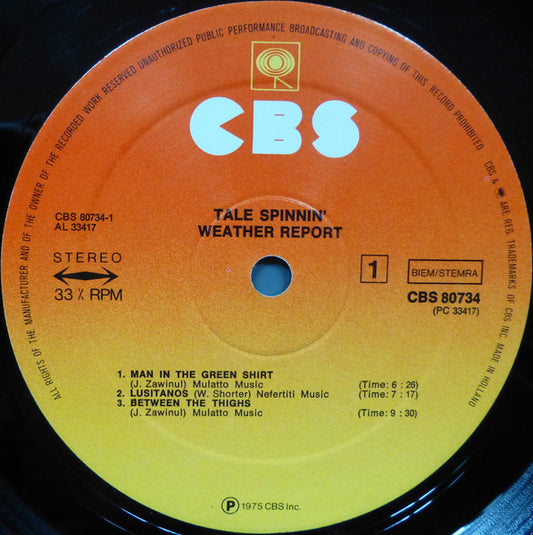 ALL RIGHTS OF THE MANUFACTURER AND OF THE OWNER OF THE RECORDED WORK RESERVED UNAUTHORIZED PUBLIC PERFORMANCE BROADCASTING AND COPYING OF THIS RECORD PROHIBITED
CBS & ARE REG. TRADEMARKS OF CBS INC. MADE IN HOLLAND
CBS
TALE SPINNIN'
WEATHER REPORT
CBS 80734-1
AL 33417
STEREO
33⅓ RPM
1
BIEM/STEMRA
CBS 80734
(PC 33417)
1. MAN IN THE GREEN SHIRT
(J. Zawinul) Mulatto Music (Time: 6 : 26)
2. LUSITANOS (W. Shorter) Nefertiti Music (Time: 7 : 17)
3. BETWEEN THE THIGHS
(J. Zawinul) Mulatto Music (Time: 9 : 30)
Ⓟ 1975 CBS Inc.